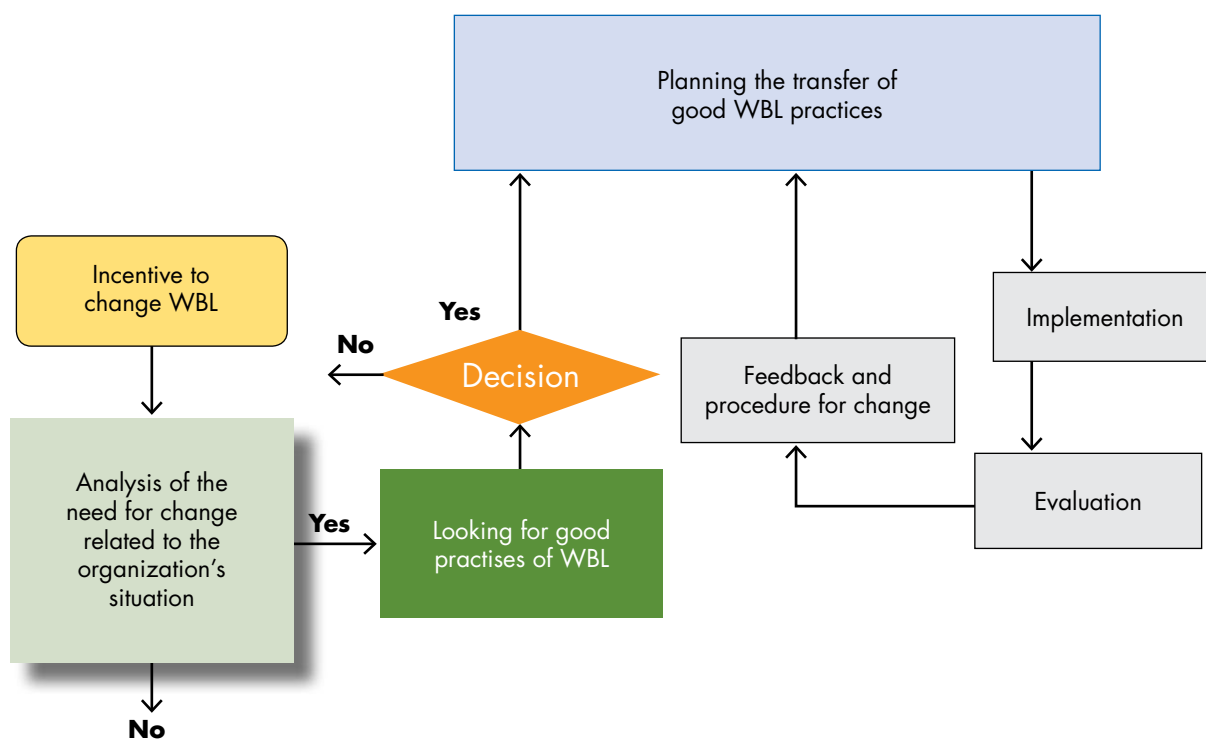 Planning the transfer of
good WBL practices
Incentive to
change WBL
Yes
No
Decision
Implementation
Feedback and
procedure for change
Analysis of the
need for change
related to the
organization’s
situation
Yes
Looking for good
practises of WBL
Evaluation
No